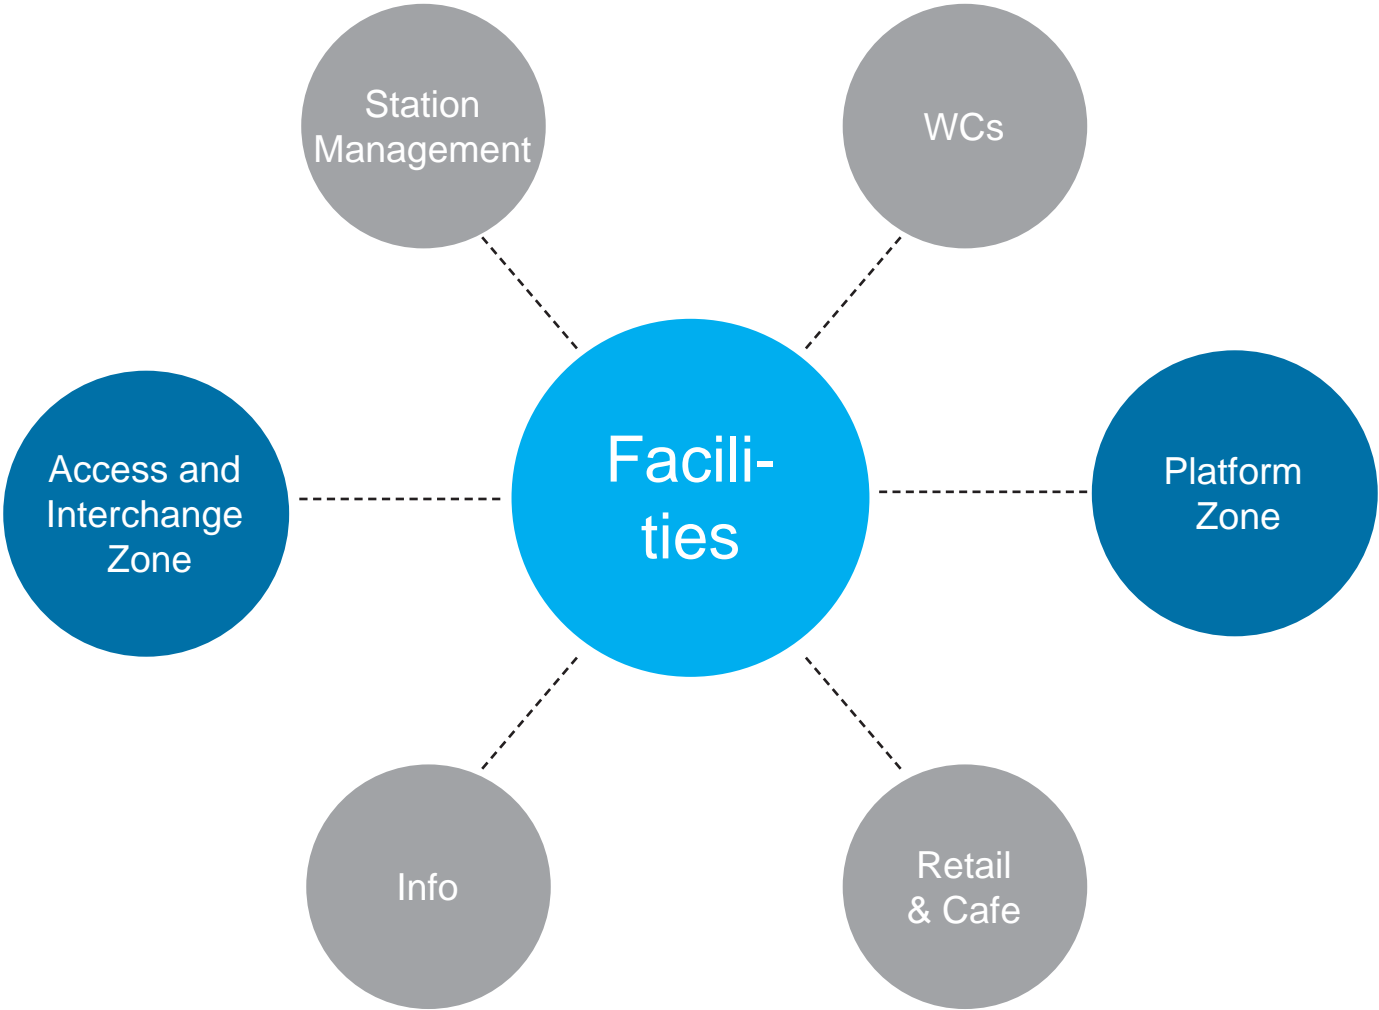 Station
Management
WCs
Access and
Interchange
Zone
Facili-
ties
Platform
Zone
Info
Retail
& Cafe